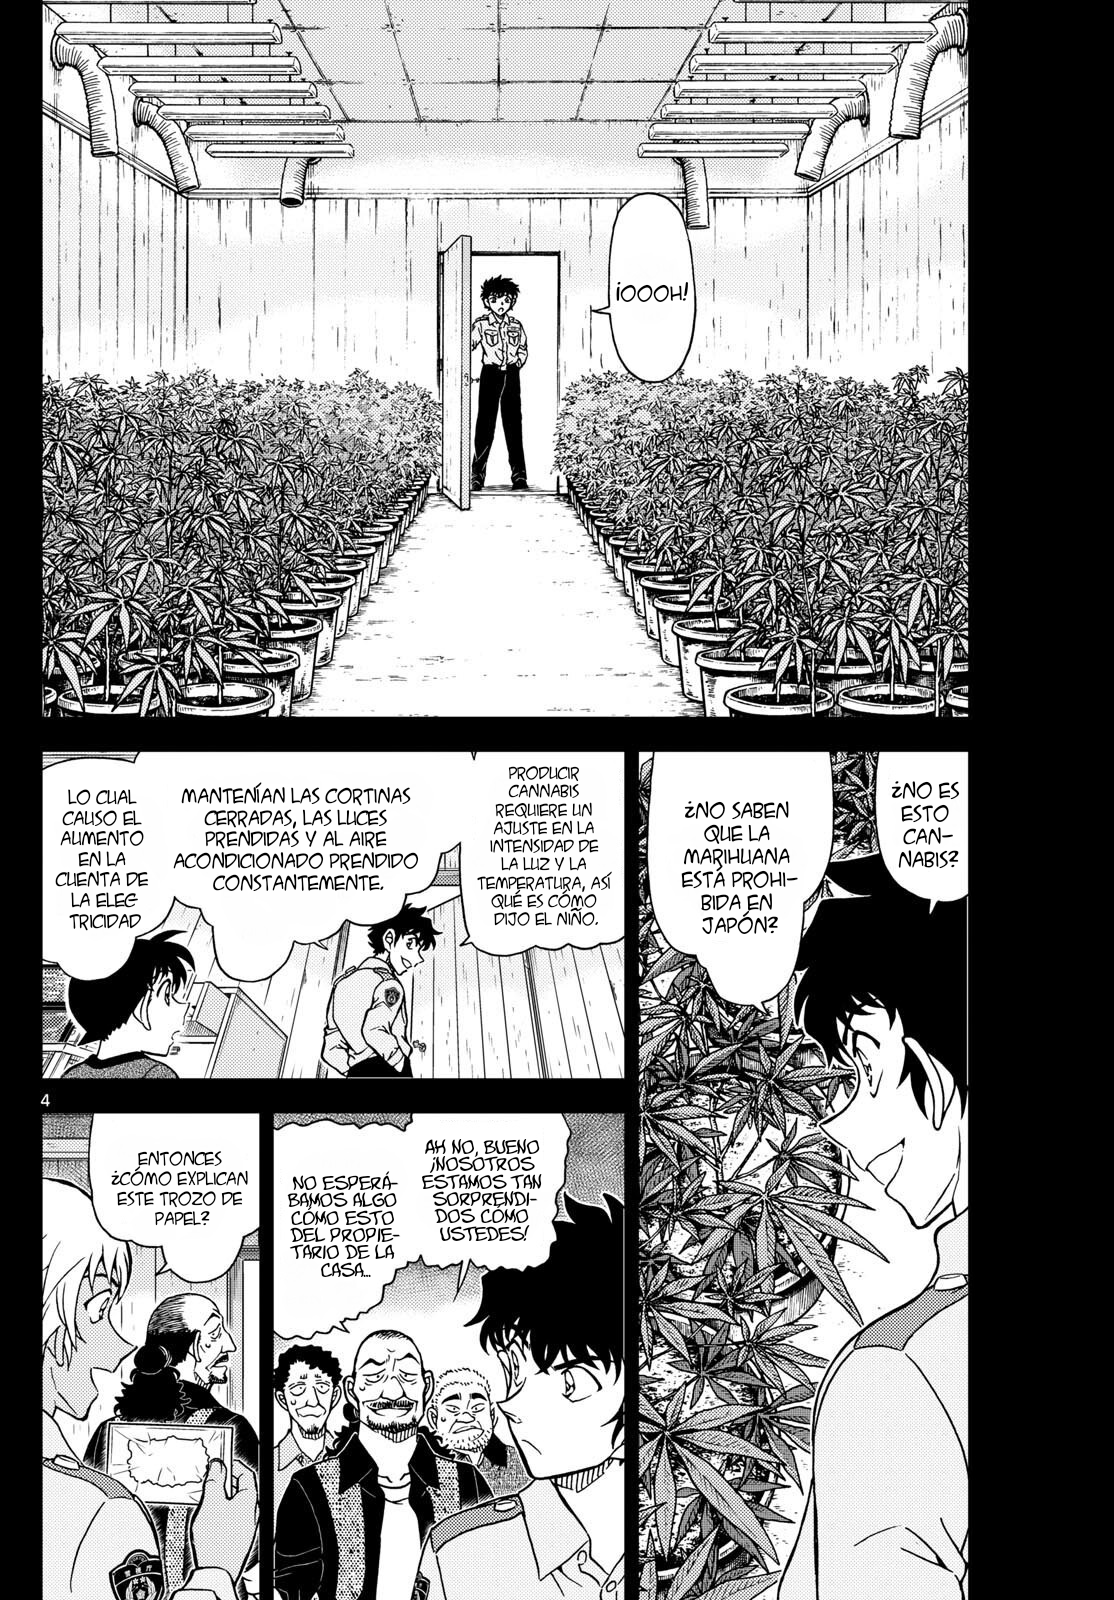 ¡OOOH!
¿NO ES
ESTO
CAN-
NABIS?
¿NO SABEN
QUE LA
MARIHUANA
ESTÁ PROHI-
BIDA EN
JAPÓN?
PRODUCIR
CANNABIS
REQUIERE UN
AJUSTE EN LA
INTENSIDAD DE
LA LUZ Y LA
TEMPERATURA, ASÍ
QUÉ ES CÓMO
DIJO EL NIÑO.
MANTENÍAN LAS CORTINAS
CERRADAS, LAS LUCES
PRENDIDAS Y AL AIRE
ACONDICIONADO PRENDIDO
CONSTANTEMENTE.
LO CUAL
CAUSO EL
AUMENTO
EN LA
CUENTA DE
LA ELEC-
TRICIDAD
4
AH NO, BUENO
¡NOSOTROS
ESTAMOS TAN
SORPRENDI-
DOS CÓMO
USTEDES!
NO ESPERÁ-
BAMOS ALGO
CÓMO ESTO
DEL PROPIE-
TARIO DE LA
CASA...
ENTONCES
¿CÓMO EXPLICAN
ESTE TROZO DE
PAPEL?